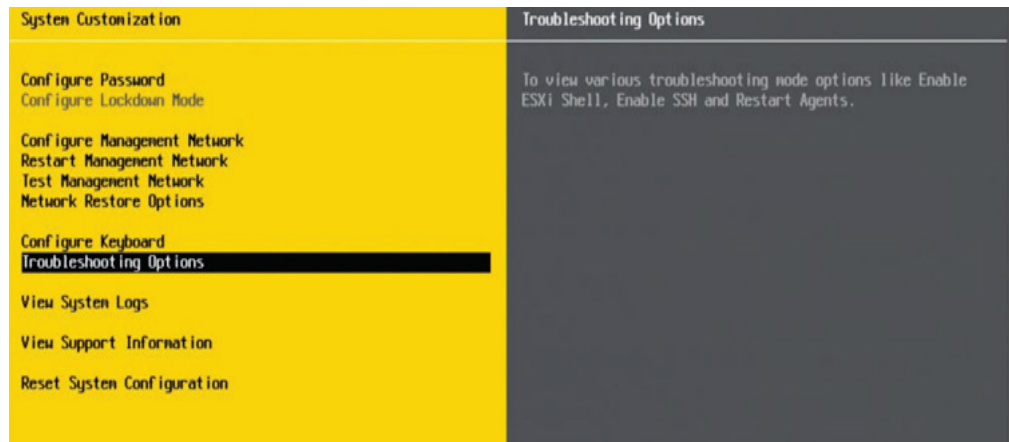 System Customization
Configure Password
Configure Lockdown Mode
Configure Management Network
Restart Management Network
Test Management Network
Network Restore Options
Configure Keyboard
Troubleshooting Options
View System Logs
View Support Information
Reset System Configuration
Troubleshooting Options
To view various troubleshooting mode options like Enable
ESXi Shell, Enable SSH and Restart Agents.